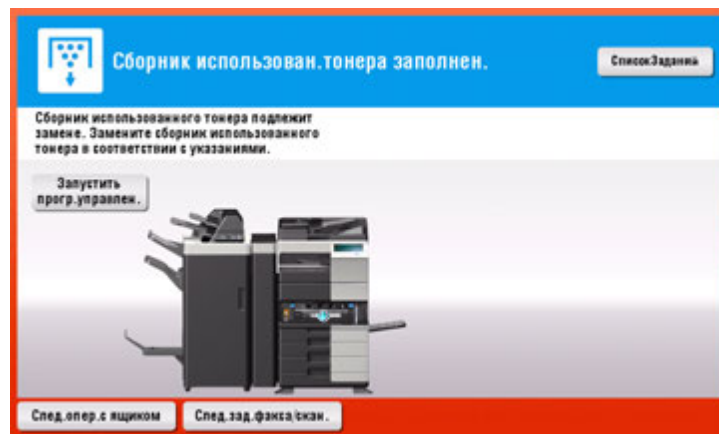 Сборник использован.тонера заполнен.
СписокЗадания
Сборник использованного тонера подлежит
замене. Замените сборник использованного
тонера в соответствии с указаниями.
Запустить
прогр.управлен.
След.опер.с ящиком
След.зад.факса/скан.